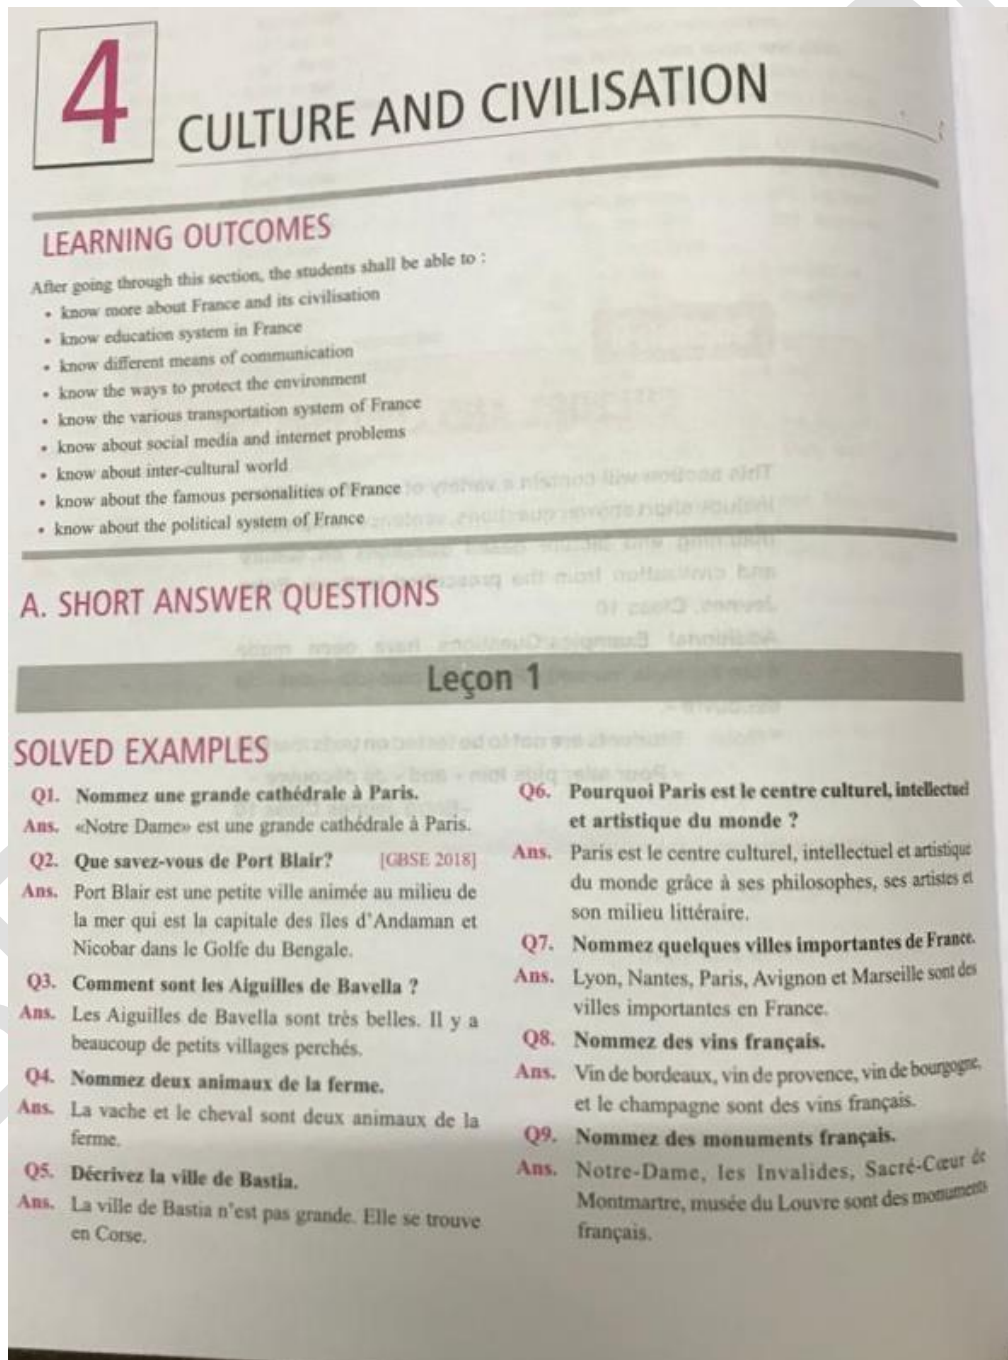 4
CULTURE AND CIVILISATION
LEARNING OUTCOMES
After going through this section, the students shall be able to :
• know more about France and its civilisation
• know education system in France
• know different means of communication
• know the ways to protect the environment
• know the various transportation system of France
• know about social media and internet problems
• know about inter-cultural world
• know about the famous personalities of France
• know about the political system of France
A. SHORT ANSWER QUESTIONS
Leçon 1
SOLVED EXAMPLES
Q1. Nommez une grande cathédrale à Paris.
Ans. «Notre Dame» est une grande cathédrale à Paris.
Q2. Que savez-vous de Port Blair? [GBSE 2018]
Ans. Port Blair est une petite ville animée au milieu de
la mer qui est la capitale des îles d'Andaman et
Nicobar dans le Golfe du Bengale.
Q3. Comment sont les Aiguilles de Bavella ?
Ans. Les Aiguilles de Bavella sont très belles. Il y a
beaucoup de petits villages perchés.
Q4. Nommez deux animaux de la ferme.
Ans. La vache et le cheval sont deux animaux de la
ferme.
Q5. Décrivez la ville de Bastia.
Ans. La ville de Bastia n'est pas grande. Elle se trouve
en Corse.
Q6. Pourquoi Paris est le centre culturel, intellectuel
et artistique du monde ?
Ans. Paris est le centre culturel, intellectuel et artistique
du monde grâce à ses philosophes, ses artistes et
son milieu littéraire.
Q7. Nommez quelques villes importantes de France.
Ans. Lyon, Nantes, Paris, Avignon et Marseille sont des
villes importantes en France.
Q8. Nommez des vins français.
Ans. Vin de bordeaux, vin de provence, vin de bourgogne,
et le champagne sont des vins français.
Q9. Nommez des monuments français.
Ans. Notre-Dame, les Invalides, Sacré-Cœur de
Montmartre, musée du Louvre sont des monuments
français.